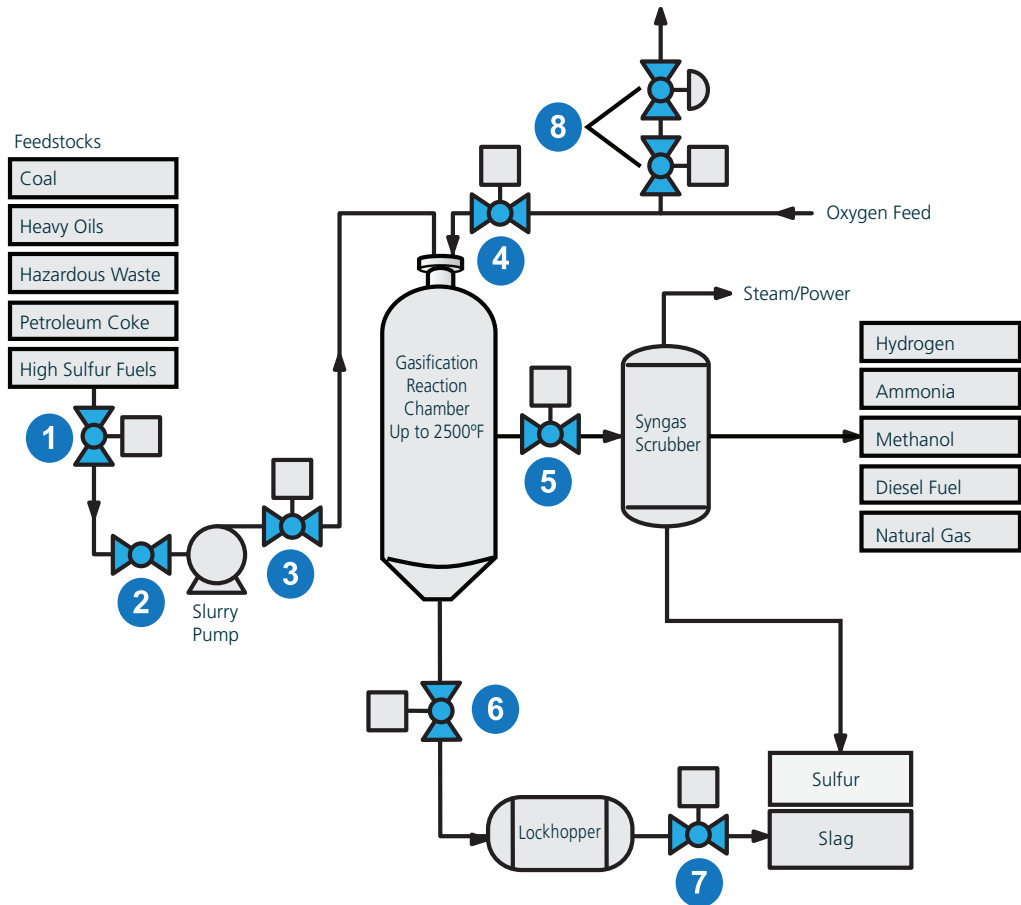 8
Feedstocks
Coal
Heavy Oils
Hazardous Waste
Petroleum Coke
High Sulfur Fuels
Oxygen Feed
4
Steam/Power
Gasification
Reaction
Chamber
Up to 2500°F
Syngas
Scrubber
Hydrogen
Ammonia
Methanol
Diesel Fuel
Natural Gas
1
5
2
3
Slurry
Pump
6
Lockhopper
7
Sulfur
Slag